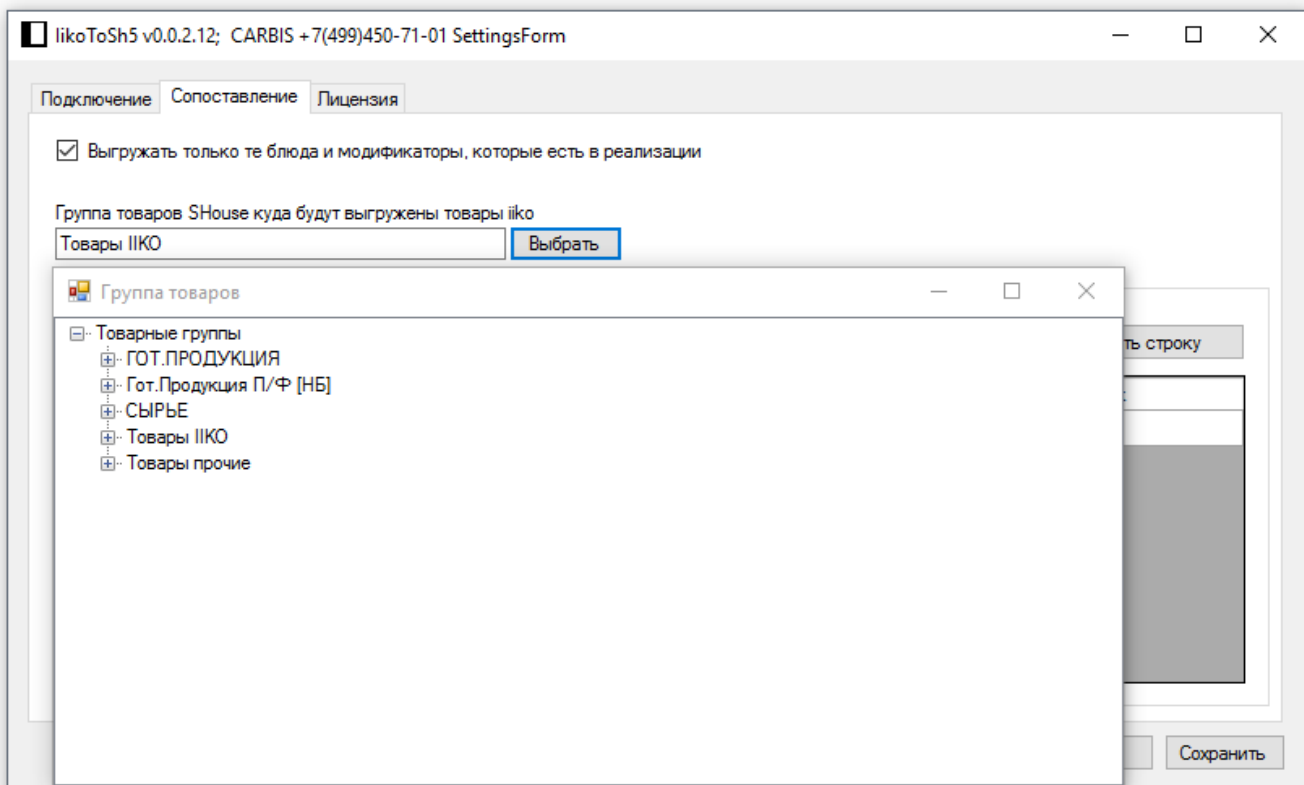 IikoToSh5 v0.0.2.12; CARBIS +7(499)450-71-01 SettingsForm
Подключение Сопоставление Лицензия
Выгружать только те блюда и модификаторы, которые есть в реализации
Группа товаров SHouse куда будут выгружены товары iiko
Товары IIKO Выбрать
Группа товаров
Товарные группы
ть строку
ГОТ.ПРОДУКЦИЯ
Гот.Продукция П/Ф [НБ]
СЫРЬЕ
Товары IIKO
Товары прочие
Сохранить